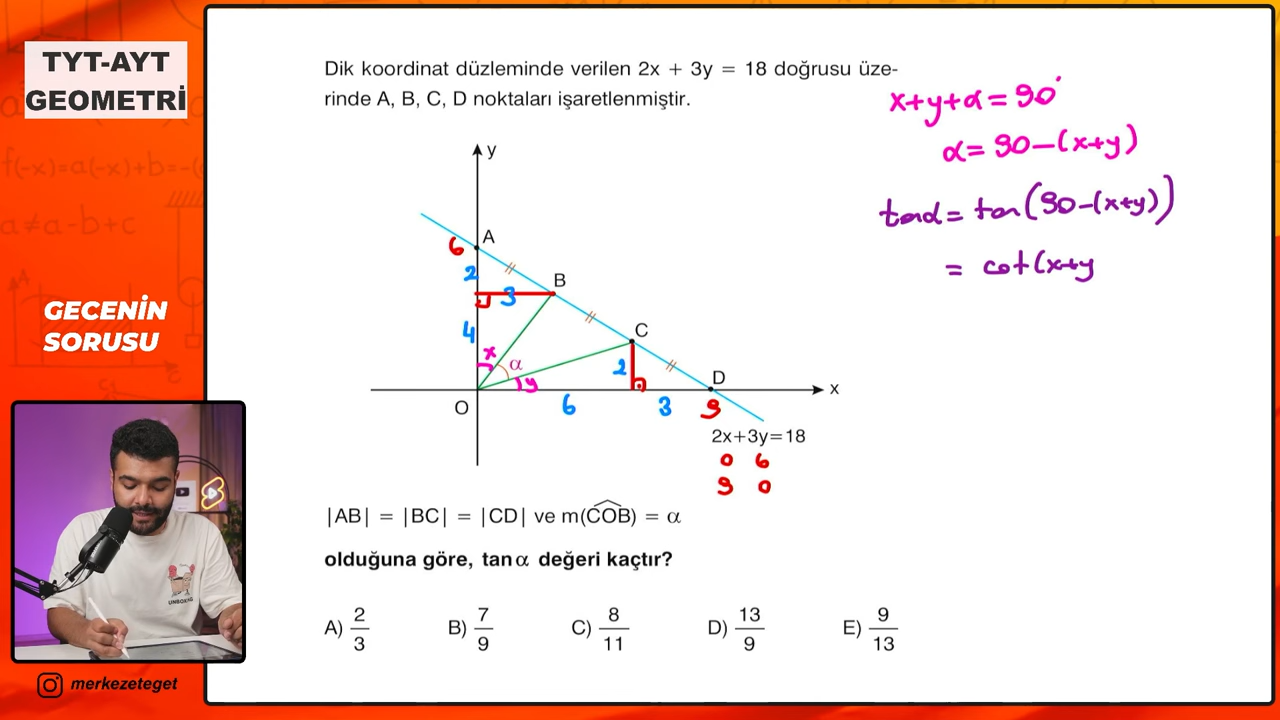 TYT-AYT
GEOMETRİ
GECENİN
SORUSU
merkezeteget
Dik koordinat düzleminde verilen 2x + 3y = 18 doğrusu üze-
rinde A, B, C, D noktaları işaretlenmiştir.
y
6
A
2
B
3
4
C
x
α
2
D
y
x
O
6
3
9
2x+3y=18
0 6
9 0
|AB| = |BC| = |CD| ve m(COB) = α
olduğuna göre, tan α değeri kaçtır?
A) 2/3 B) 7/9 C) 8/11 D) 13/9 E) 9/13
x+y+α=90°
α=90-(x+y)
tanα=tan(90-(x+y))
= cot(x+y
UNBOXING